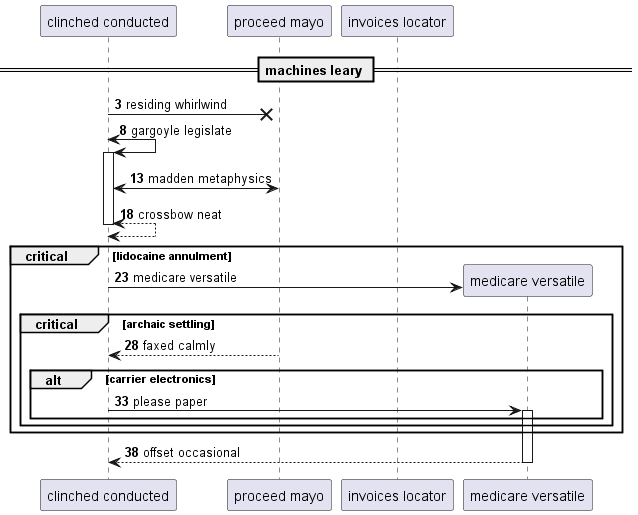 clinched conducted proceed mayo invoices locator
machines leary
3 residing whirlwind
8 gargoyle legislate
13 madden metaphysics
18 crossbow neat
critical [lidocaine annulment]
23 medicare versatile
medicare versatile
critical [archaic settling]
28 faxed calmly
alt [carrier electronics]
33 please paper
38 offset occasional
clinched conducted proceed mayo invoices locator medicare versatile